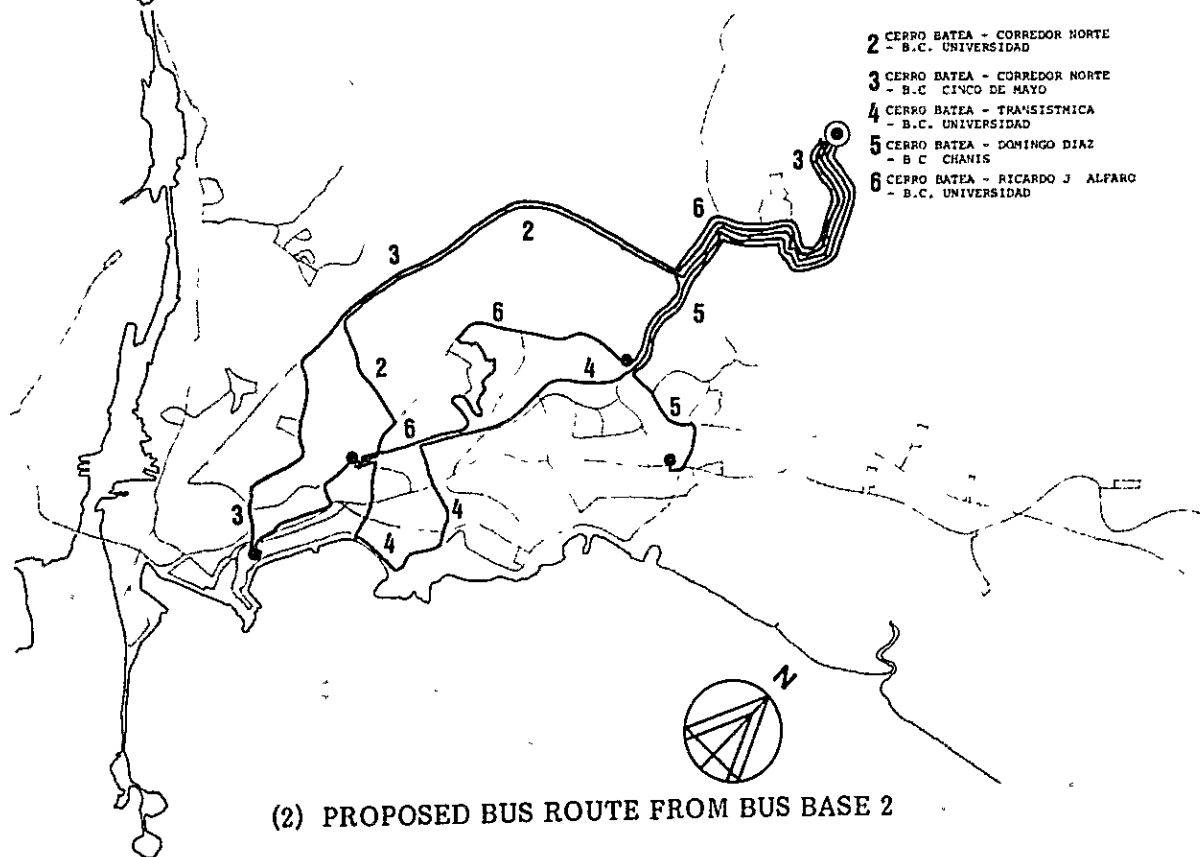 2 CERRO BATEA - CORREDOR NORTE
- B.C. UNIVERSIDAD
3 CERRO BATEA - CORREDOR NORTE
- B.C CINCO DE MAYO
4 CERRO BATEA - TRANSISTMICA
- B.C. UNIVERSIDAD
5 CERRO BATEA - DOMINGO DIAZ
- B C CHANIS
6 CERRO BATEA - RICARDO J ALFARO
- B.C. UNIVERSIDAD
3
6
2
3
5
6
4
2
5
6
3
4
4
N
(2) PROPOSED BUS ROUTE FROM BUS BASE 2